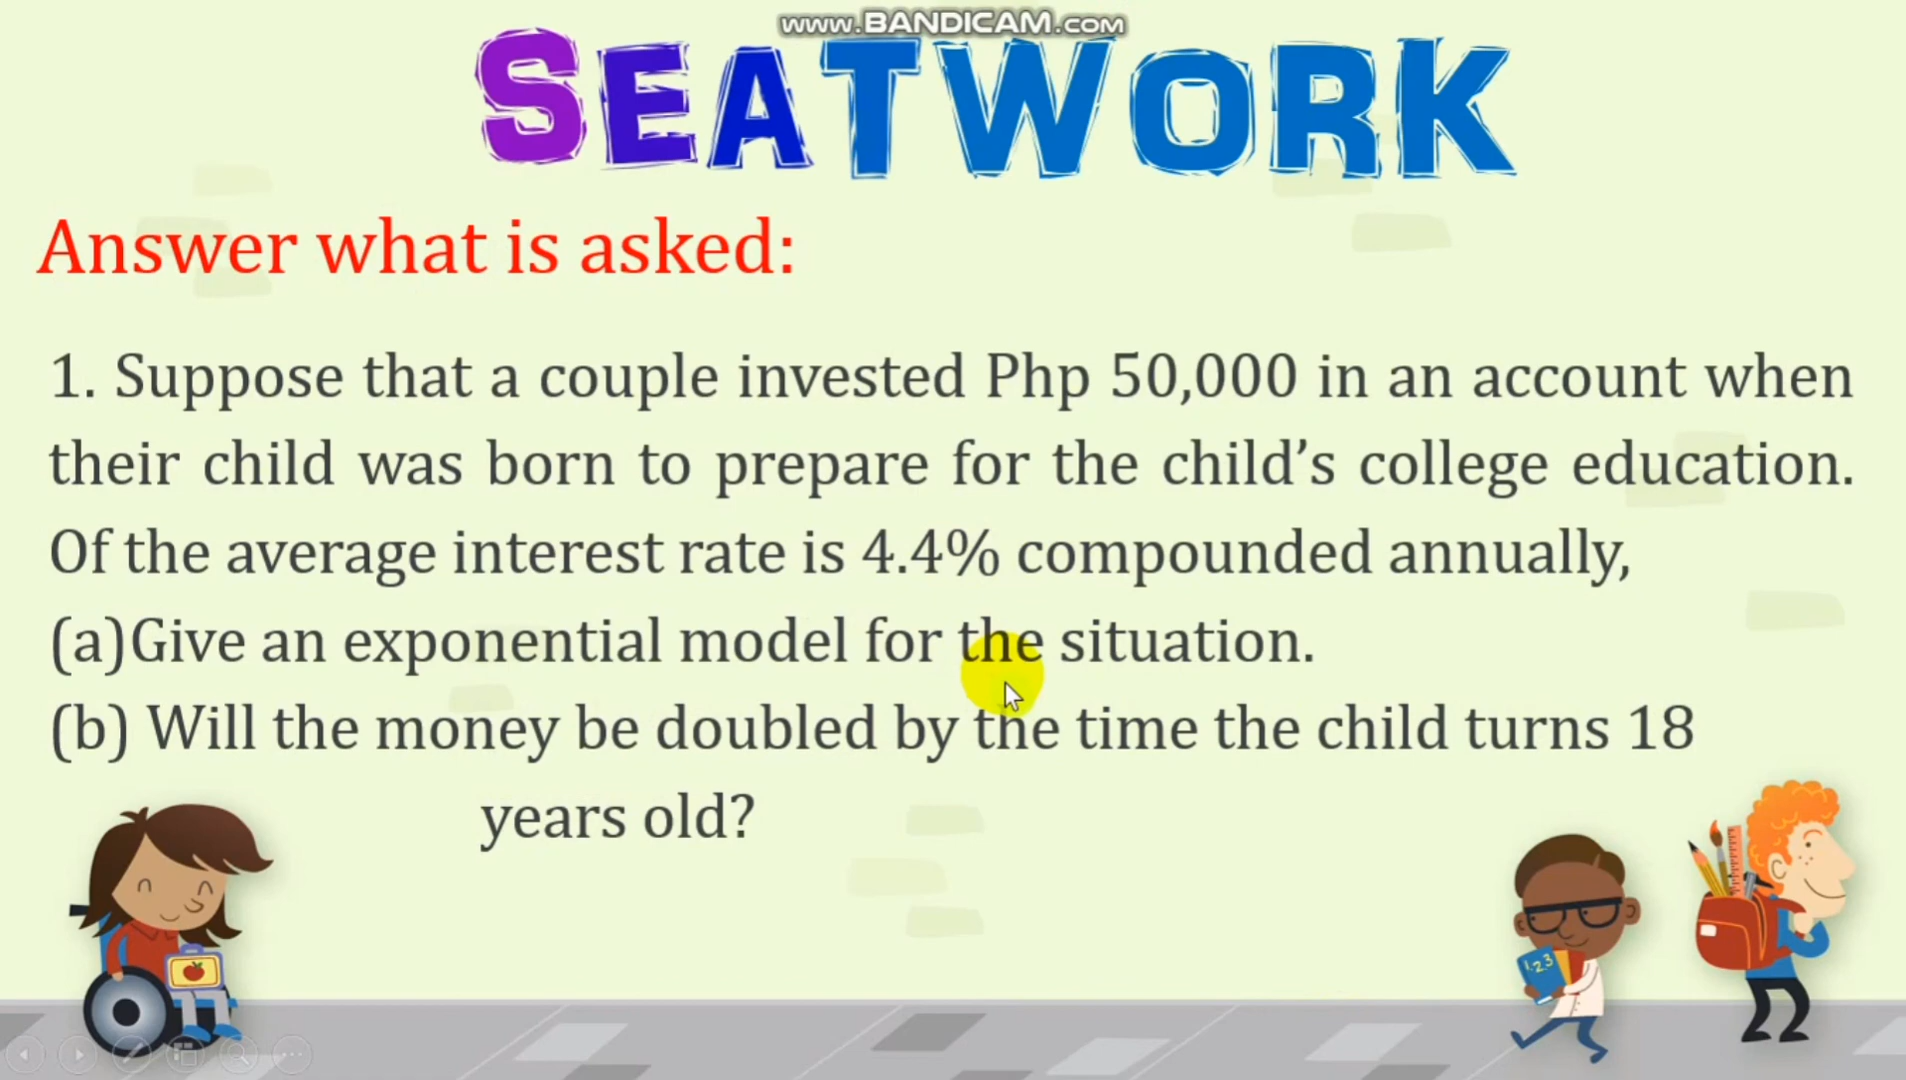 www.BANDICAM.com
SEATWORK
Answer what is asked:
1. Suppose that a couple invested Php 50,000 in an account when
their child was born to prepare for the child’s college education.
Of the average interest rate is 4.4% compounded annually,
(a)Give an exponential model for the situation.
(b) Will the money be doubled by the time the child turns 18
years old?
1.2.3